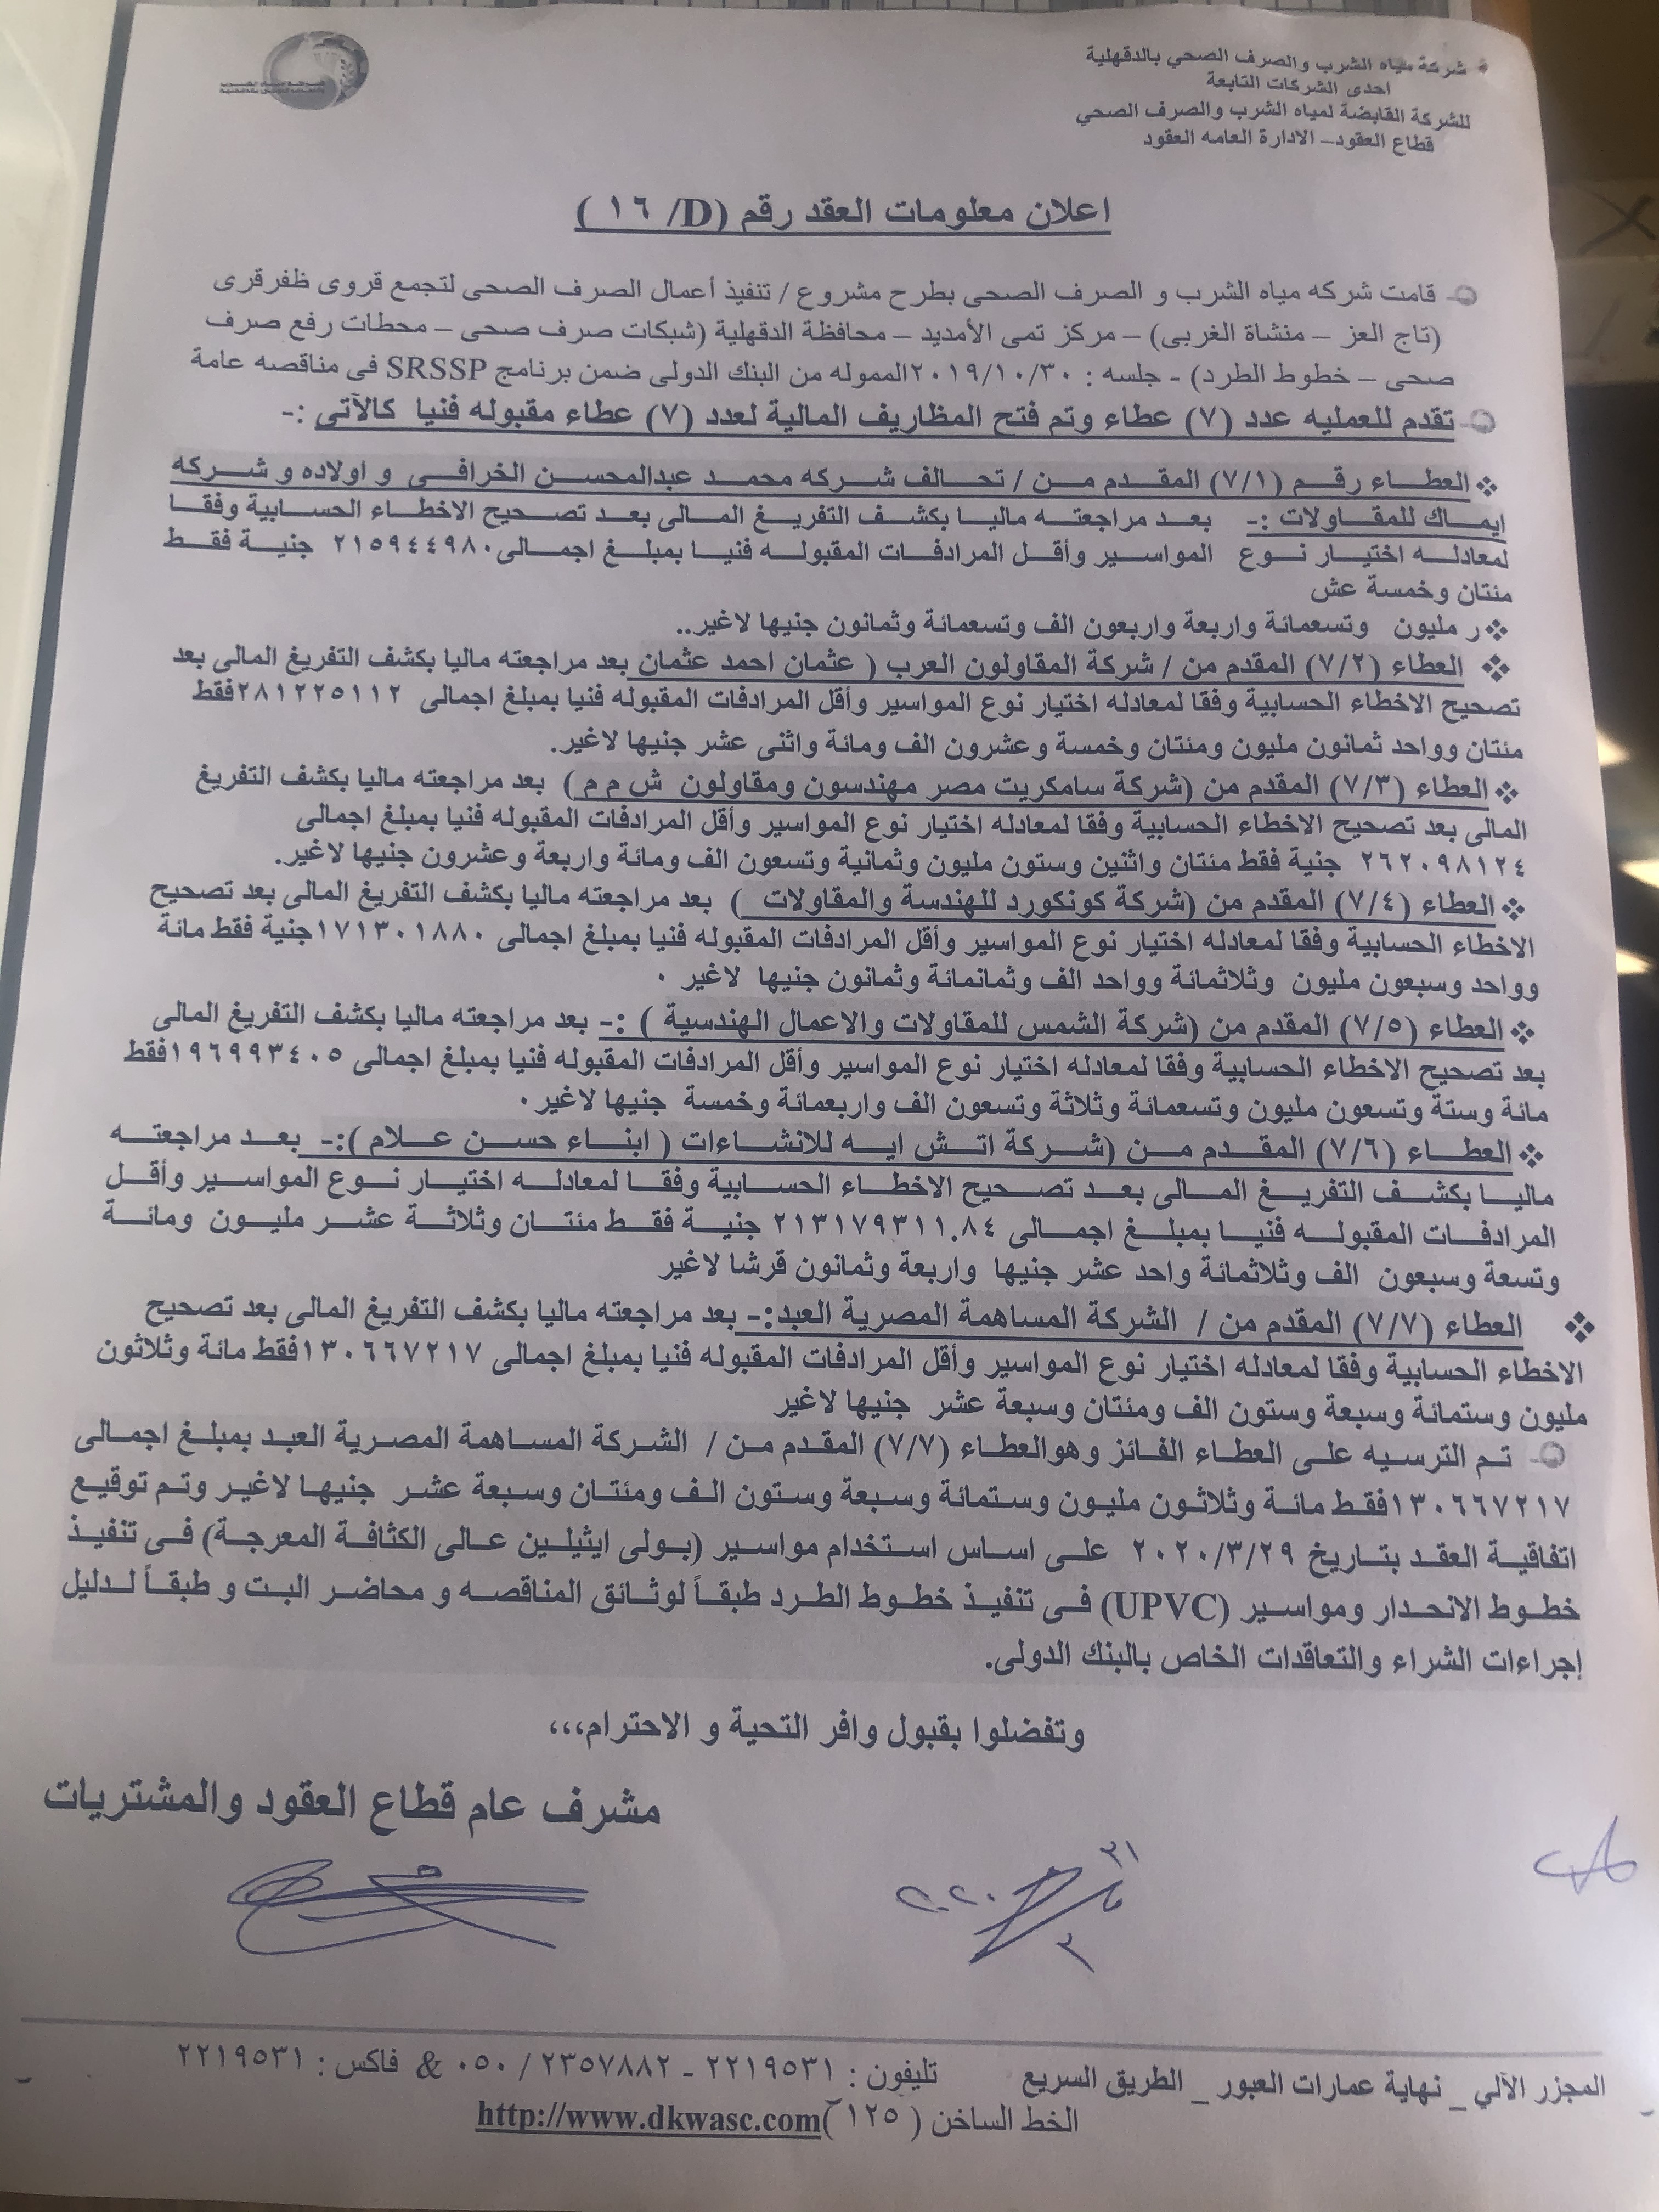 شركة مياه الشرب والصرف الصحي بالدقهلية
احدى الشركات التابعة
للشركة القابضة لمياه الشرب والصرف الصحي
قطاع العقود– الادارة العامه العقود
اعلان معلومات العقد رقم (D/ ١٦ )
قامت شركه مياه الشرب و الصرف الصحى بطرح مشروع / تنفيذ أعمال الصرف الصحى لتجمع قروى ظفرقرى
(تاج العز – منشاة الغربى) – مركز تمى الأمديد – محافظة الدقهلية (شبكات صرف صحى – محطات رفع صرف
صحى – خطوط الطرد) - جلسه : ٢٠١٩/١٠/٣٠الممو‌له من البنك الدولى ضمن برنامج SRSSP فى مناقصه عامة
تقدم للعمليه عدد (٧) عطاء وتم فتح المظاريف المالية لعدد (٧) عطاء مقبوله فنيا كالآتى :-
❖ العطاء رقم (٧/١) المقدم من / تحالف شركه محمد عبدالمحسن الخرافى و اولاده و شركه
ايماك للمقاولات :- بعد مراجعته ماليا بكشف التفريغ المالى بعد تصحيح الاخطاء الحسابية وفقا
لمعادله اختيار نوع المواسير وأقل المرادفات المقبوله فنيا بمبلغ اجمالى٢١٥٩٤٤٩٨٠ جنية فقط
مئتان وخمسة عش
❖ ر مليون وتسعمائة واربعة واربعون الف وتسعمائة وثمانون جنيها لاغير..
❖ العطاء (٧/٢) المقدم من / شركة المقاولون العرب ( عثمان احمد عثمان بعد مراجعته ماليا بكشف التفريغ المالى بعد
تصحيح الاخطاء الحسابية وفقا لمعادله اختيار نوع المواسير وأقل المرادفات المقبوله فنيا بمبلغ اجمالى ٢٨١٢٢٥١١٢فقط
مئتان وواحد ثمانون مليون ومئتان وخمسة وعشرون الف ومائة واثنى عشر جنيها لاغير.
❖ العطاء (٧/٣) المقدم من (شركة سامكريت مصر مهندسون ومقاولون ش م م ) بعد مراجعته ماليا بكشف التفريغ
المالى بعد تصحيح الاخطاء الحسابية وفقا لمعادله اختيار نوع المواسير وأقل المرادفات المقبوله فنيا بمبلغ اجمالى
٢٦٢٠٩٨١٢٤ جنية فقط مئتان واثنين وستون مليون وثمانية وتسعون الف ومائة واربعة وعشرون جنيها لاغير.
❖ العطاء (٧/٤) المقدم من (شركة كونكورد للهندسة والمقاولات ) بعد مراجعته ماليا بكشف التفريغ المالى بعد تصحيح
الاخطاء الحسابية وفقا لمعادله اختيار نوع المواسير وأقل المرادفات المقبوله فنيا بمبلغ اجمالى ١٧١٣٠١٨٨٠جنية فقط مائة
وواحد وسبعون مليون وثلاثمائة وواحد الف وثمانمائة وثمانون جنيها لاغير ٠
❖ العطاء (٧/٥) المقدم من (شركة الشمس للمقاولات والاعمال الهندسية ) :- بعد مراجعته ماليا بكشف التفريغ المالى
بعد تصحيح الاخطاء الحسابية وفقا لمعادله اختيار نوع المواسير وأقل المرادفات المقبوله فنيا بمبلغ اجمالى ١٩٦٩٩٣٤٠٥فقط
مائة وستة وتسعون مليون وتسعمائة وثلاثة وتسعون الف واربعمائة وخمسة جنيها لاغير٠
❖ العطاء (٧/٦) المقدم من (شركة اتش ايه للانشاءات ( ابناء حسن علام ):- بعد مراجعته
ماليا بكشف التفريغ المالى بعد تصحيح الاخطاء الحسابية وفقا لمعادله اختيار نوع المواسير وأقل
المرادفات المقبوله فنيا بمبلغ اجمالى ٢١٣١٧٩٣١١.٨٤ جنية فقط مئتان وثلاثة عشر مليون ومائة
وتسعة وسبعون الف وثلاثمائة واحد عشر جنيها واربعة وثمانون قرشا لاغير
❖ العطاء (٧/٧) المقدم من / الشركة المساهمة المصرية العبد:- بعد مراجعته ماليا بكشف التفريغ المالى بعد تصحيح
الاخطاء الحسابية وفقا لمعادله اختيار نوع المواسير وأقل المرادفات المقبوله فنيا بمبلغ اجمالى ١٣٠٦٦٧٢١٧فقط مائة وثلاثون
مليون وستمائة وسبعة وستون الف ومئتان وسبعة عشر جنيها لاغير
تم الترسيه على العطاء الفائز وهوالعطاء (٧/٧) المقدم من / الشركة المساهمة المصرية العبد بمبلغ اجمالى
١٣٠٦٦٧٢١٧فقط مائة وثلاثون مليون وستمائة وسبعة وستون الف ومئتان وسبعة عشر جنيها لاغير وتم توقيع
اتفاقية العقد بتاريخ ٢٠٢٠/٣/٢٩ على اساس استخدام مواسير (بولى ايثيلين عالى الكثافة المعرجة) فى تنفيذ
خطوط الانحدار ومواسير (UPVC) فى تنفيذ خطوط الطرد طبقاً لوثائق المناقصه و محاضر البت و طبقاً لدليل
إجراءات الشراء والتعاقدات الخاص بالبنك الدولى.
وتفضلوا بقبول وافر التحية و الاحترام،،،
مشرف عام قطاع العقود والمشتريات
٣١
٣
٢٠٢٠
المجزر الآلي _ نهاية عمارات العبور _ الطريق السريع تليفون : ٢٢١٩٥٣١ - ٢٣٥٧٨٨٢ / ٠٥٠ & فاكس : ٢٢١٩٥٣١
الخط الساخن ( ١٢٥ )http://www.dkwasc.com